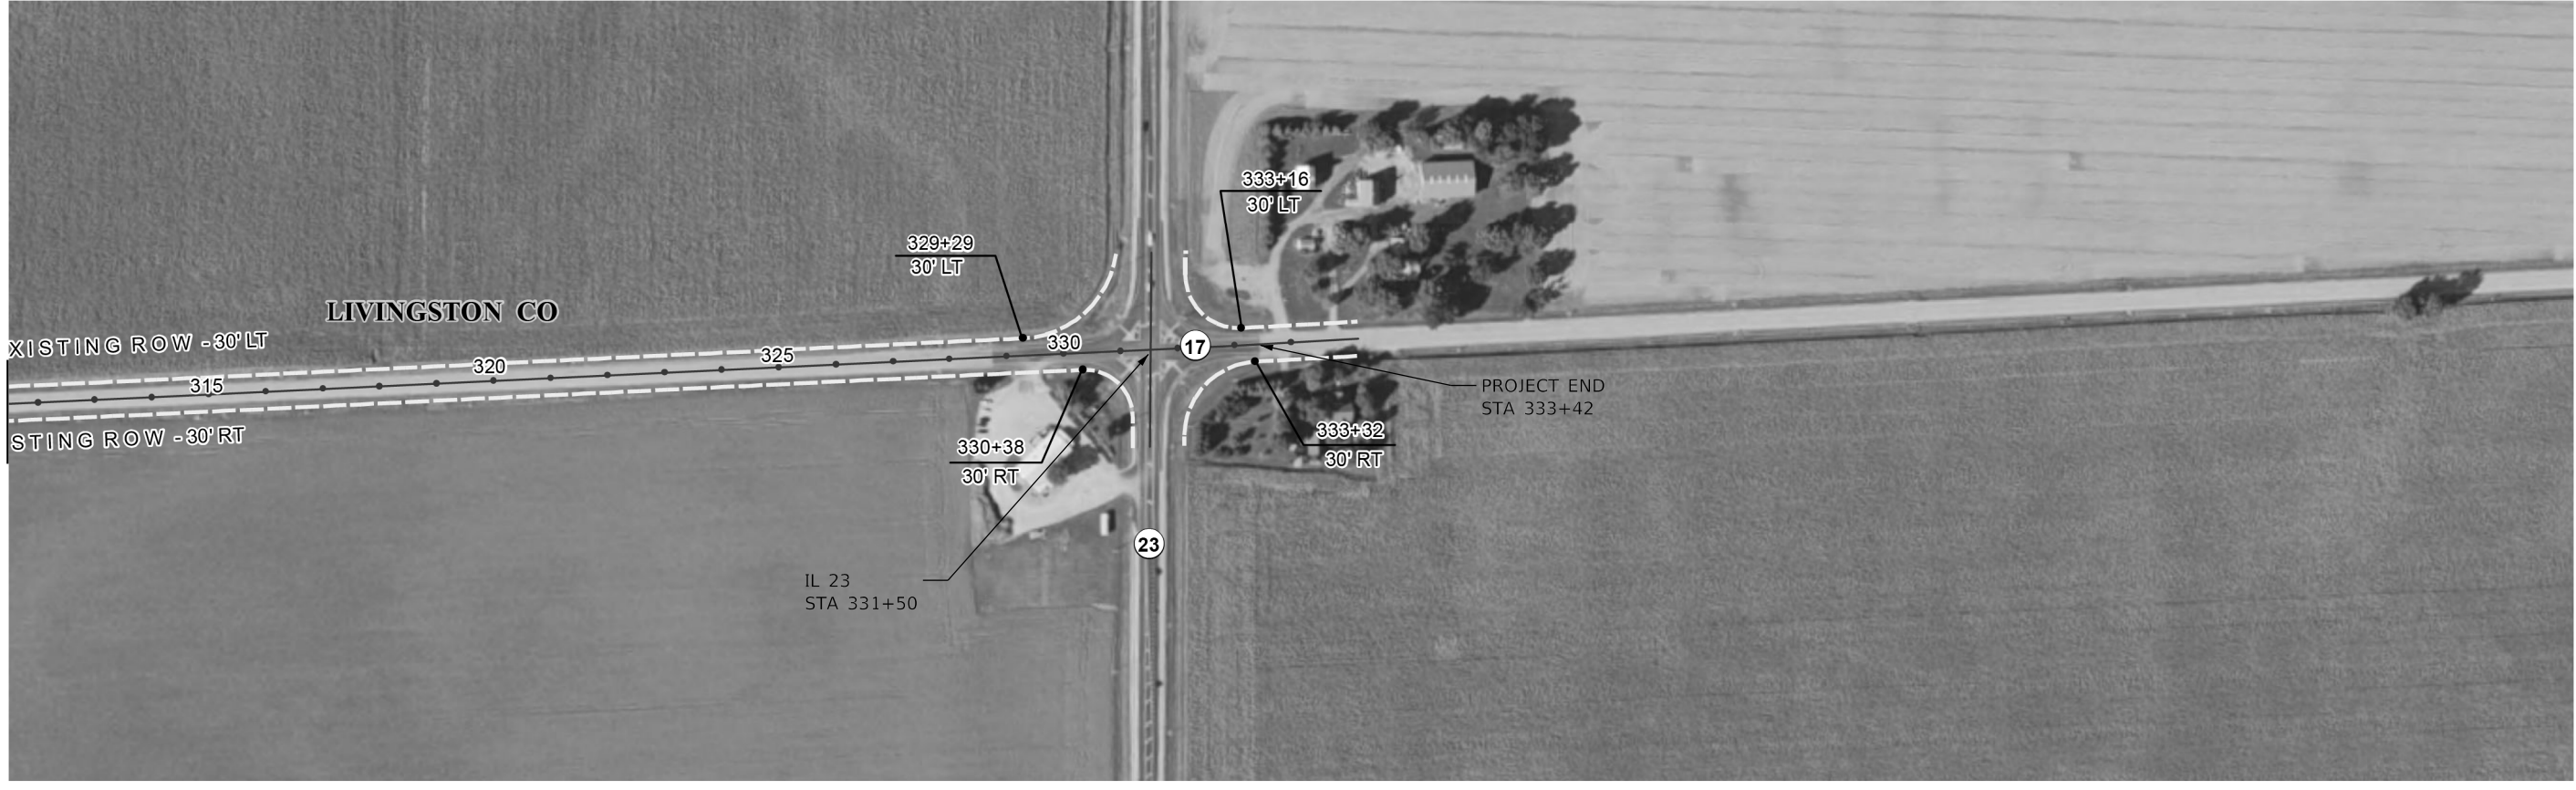 333+16
30' LT
329+29
30' LT
LIVINGSTON CO
XISTING ROW - 30' LT
315
320
325
330
17
STING ROW - 30' RT
PROJECT END
STA 333+42
333+32
30' RT
330+38
30' RT
23
IL 23
STA 331+50